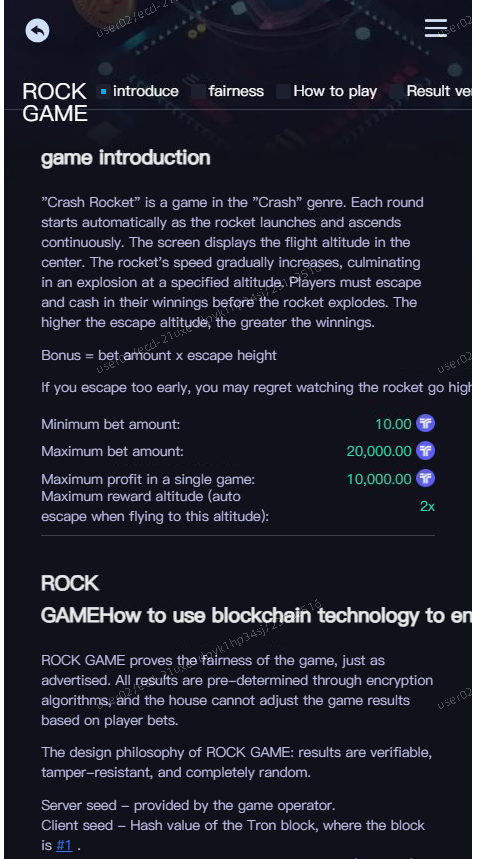 ROCK
GAME
introduce
fairness
How to play
Result ve
game introduction
"Crash Rocket" is a game in the "Crash" genre. Each round
starts automatically as the rocket launches and ascends
continuously. The screen displays the flight altitude in the
center. The rocket's speed gradually increases, culminating
in an explosion at a specified altitude. Players must escape
and cash in their winnings before the rocket explodes. The
higher the escape altitude, the greater the winnings.
Bonus = bet amount x escape height
If you escape too early, you may regret watching the rocket go high
Minimum bet amount: 10.00
Maximum bet amount: 20,000.00
Maximum profit in a single game: 10,000.00
Maximum reward altitude (auto
escape when flying to this altitude): 2x
ROCK
GAMEHow to use blockchain technology to en
ROCK GAME proves the fairness of the game, just as
advertised. All results are pre-determined through encryption
algorithms, and the house cannot adjust the game results
based on player bets.
The design philosophy of ROCK GAME: results are verifiable,
tamper-resistant, and completely random.
Server seed - provided by the game operator.
Client seed - Hash value of the Tron block, where the block
is #1 .